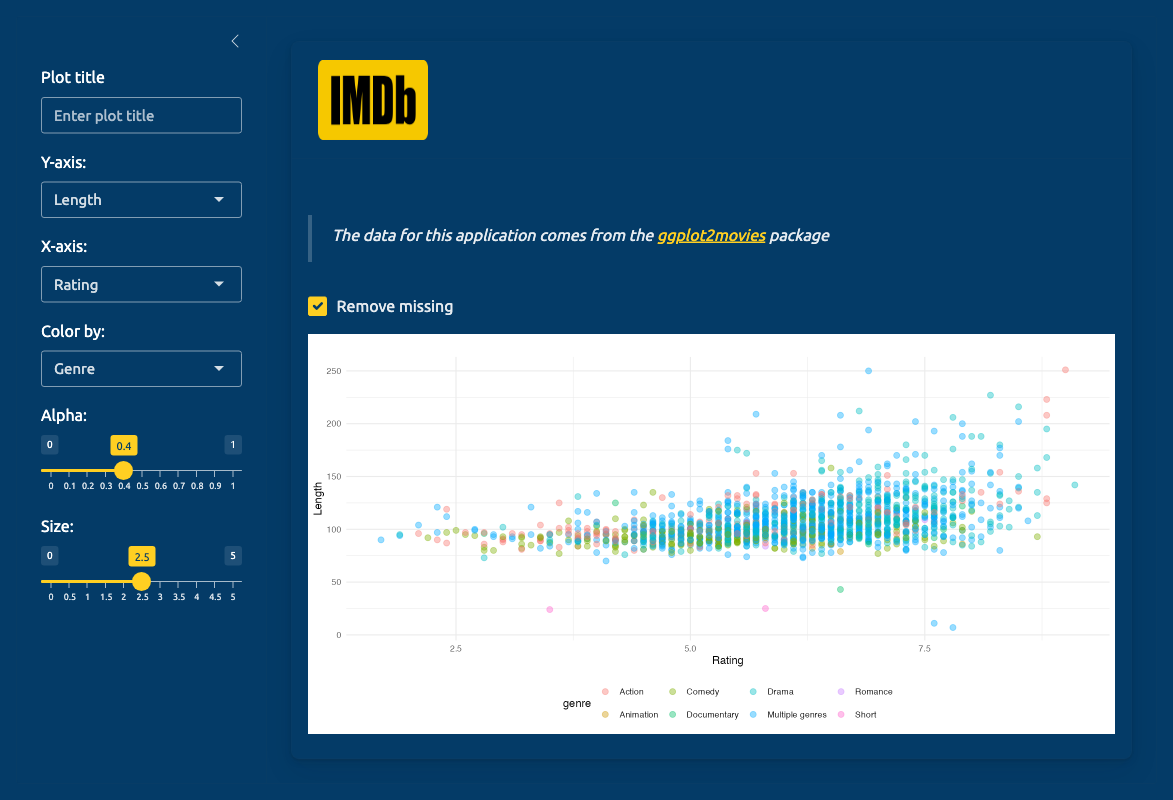 Plot title
Enter plot title
Y-axis:
Length
X-axis:
Rating
Color by:
Genre
Alpha:
0 0.4 1
0 0.1 0.2 0.3 0.4 0.5 0.6 0.7 0.8 0.9 1
Size:
0 2.5 5
0 0.5 1 1.5 2 2.5 3 3.5 4 4.5 5
IMDb
The data for this application comes from the ggplot2movies package
Remove missing
250
200
150
100
50
0
Length
2.5 5.0 7.5
Rating
genre
Action Comedy Drama Romance
Animation Documentary Multiple genres Short